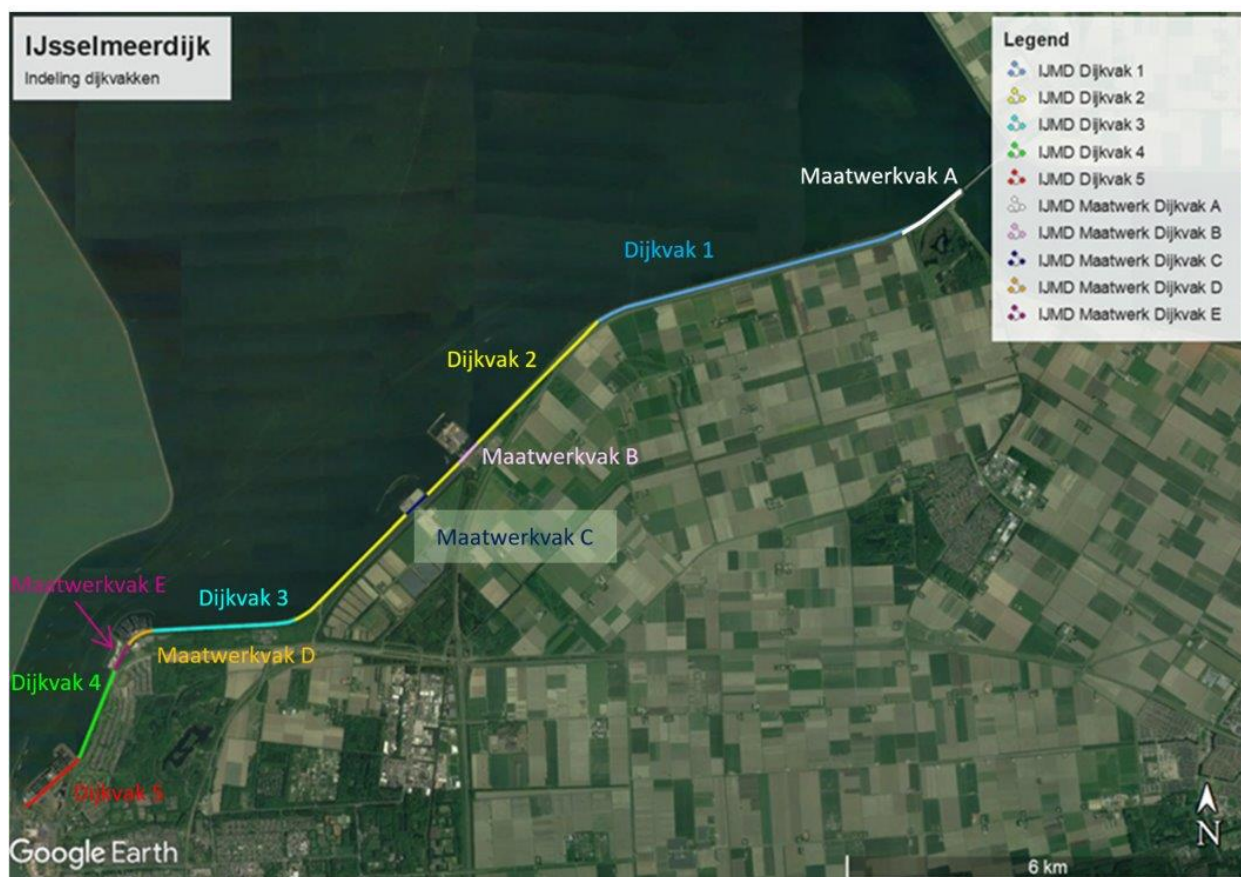 IJsselmeerdijk
Indeling dijkvakken
Legend
IJMD Dijkvak 1
IJMD Dijkvak 2
IJMD Dijkvak 3
IJMD Dijkvak 4
IJMD Dijkvak 5
IJMD Maatwerk Dijkvak A
IJMD Maatwerk Dijkvak B
IJMD Maatwerk Dijkvak C
IJMD Maatwerk Dijkvak D
IJMD Maatwerk Dijkvak E
Maatwerkvak A
Dijkvak 1
Dijkvak 2
Maatwerkvak B
Maatwerkvak C
Maatwerkvak E
Dijkvak 3
Maatwerkvak D
Dijkvak 4
Dijkvak 5
Google Earth
6 km
N